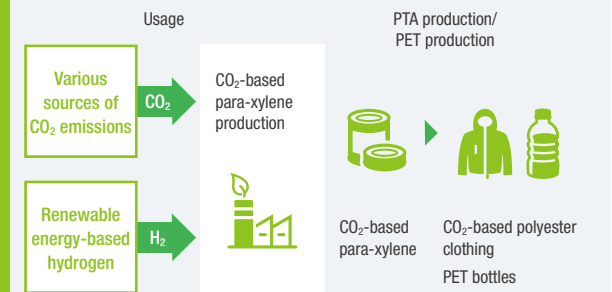 Usage
PTA production/
PET production
Various
sources of
CO₂ emissions
CO₂
CO₂-based
para-xylene
production
Renewable
energy-based
hydrogen
H₂
CO₂-based
para-xylene
CO₂-based polyester
clothing
PET bottles